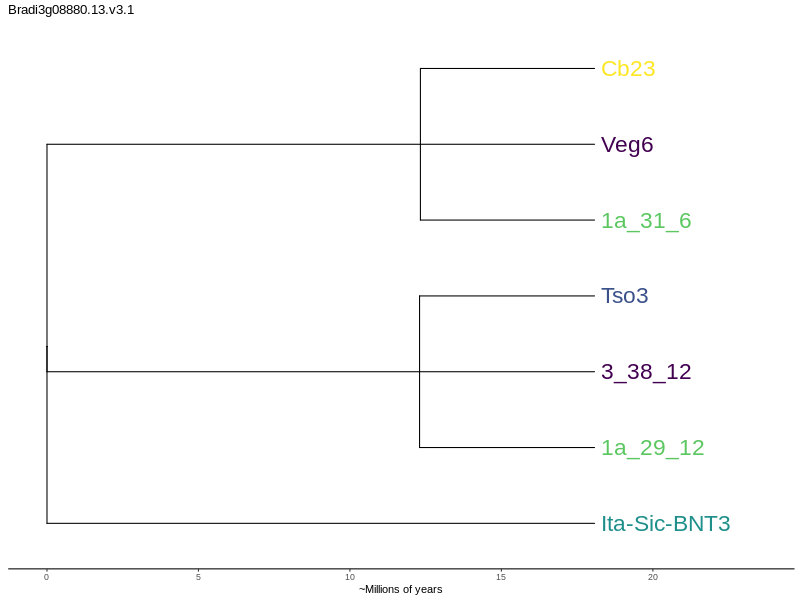 Bradi3g08880.13.v3.1
Cb23
Veg6
1a_31_6
Tso3
3_38_12
1a_29_12
Ita-Sic-BNT3
0 5 10 15 20
~Millions of years